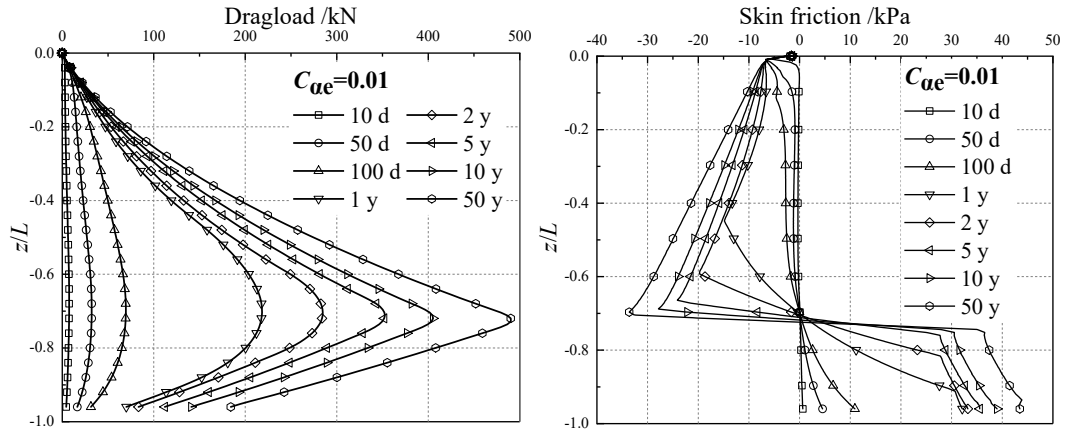 Dragload /kN
0 100 200 300 400 500
0.0
-0.2
-0.4
-0.6
-0.8
-1.0
z/L
Cαe=0.01
10 d 2 y
50 d 5 y
100 d 10 y
1 y 50 y
Skin friction /kPa
-40 -30 -20 -10 0 10 20 30 40 50
0.0
-0.2
-0.4
-0.6
-0.8
-1.0
z/L
Cαe=0.01
10 d
50 d
100 d
1 y
2 y
5 y
10 y
50 y